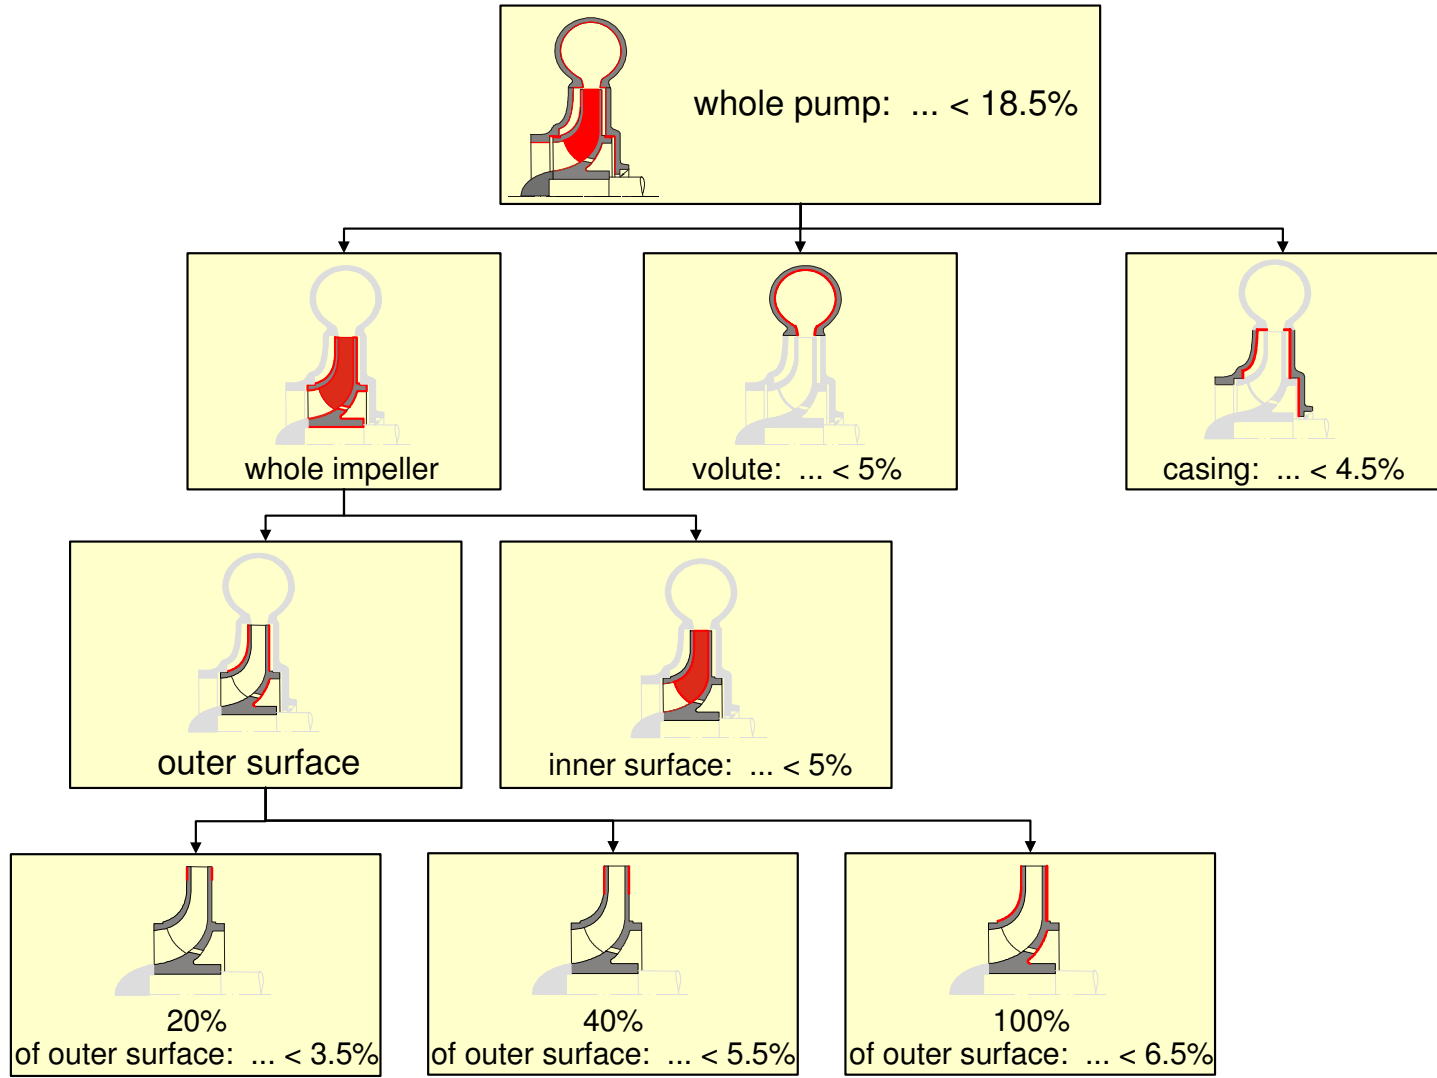 whole pump: ... < 18.5%
whole impeller
volute: ... < 5%
casing: ... < 4.5%
outer surface
inner surface: ... < 5%
20%
of outer surface: ... < 3.5%
40%
of outer surface: ... < 5.5%
100%
of outer surface: ... < 6.5%